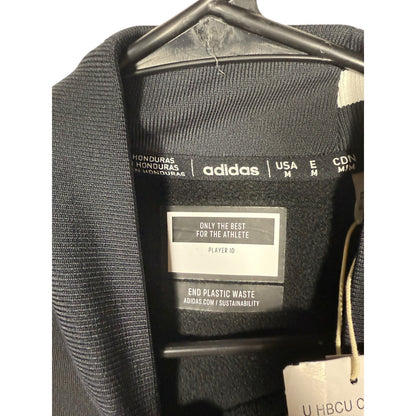 HONDURAS
HONDURAS
HONDURAS
adidas
USA
M
E
M
CDN
ONLY THE BEST
FOR THE ATHLETE
PLAYER ID
END PLASTIC WASTE
ADIDAS.COM / SUSTAINABILITY
U HBCU C